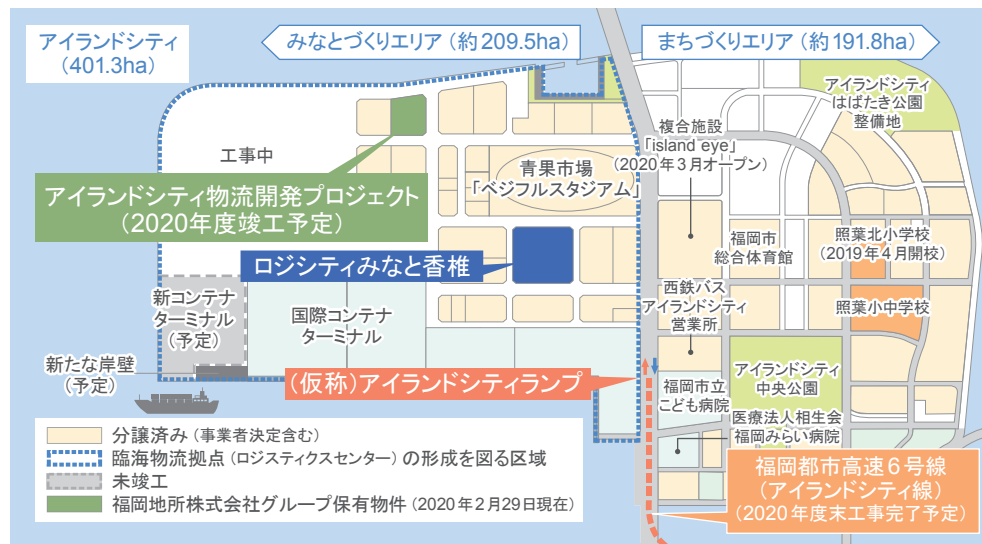 アイランドシティ
(401.3ha)
みなとづくりエリア (約209.5ha)
まちづくりエリア (約191.8ha)
アイランドシティ
はばたき公園
整備地
複合施設
「island eye」
(2020年3月オープン)
工事中
青果市場
「ベジフルスタジアム」
アイランドシティ物流開発プロジェクト
(2020年度竣工予定)
福岡市
総合体育館
照葉北小学校
(2019年4月開校)
ロジシティみなと香椎
西鉄バス
アイランドシティ
営業所
照葉小中学校
新コンテナ
ターミナル
(予定)
国際コンテナ
ターミナル
新たな岸壁
(予定)
(仮称)アイランドシティランプ
アイランドシティ
中央公園
福岡市立
こども病院
医療法人相生会
福岡みらい病院
分譲済み (事業者決定含む)
臨海物流拠点 (ロジスティクスセンター) の形成を図る区域
未竣工
福岡地所株式会社グループ保有物件 (2020年2月29日現在)
福岡都市高速6号線
(アイランドシティ線)
(2020年度末工事完了予定)